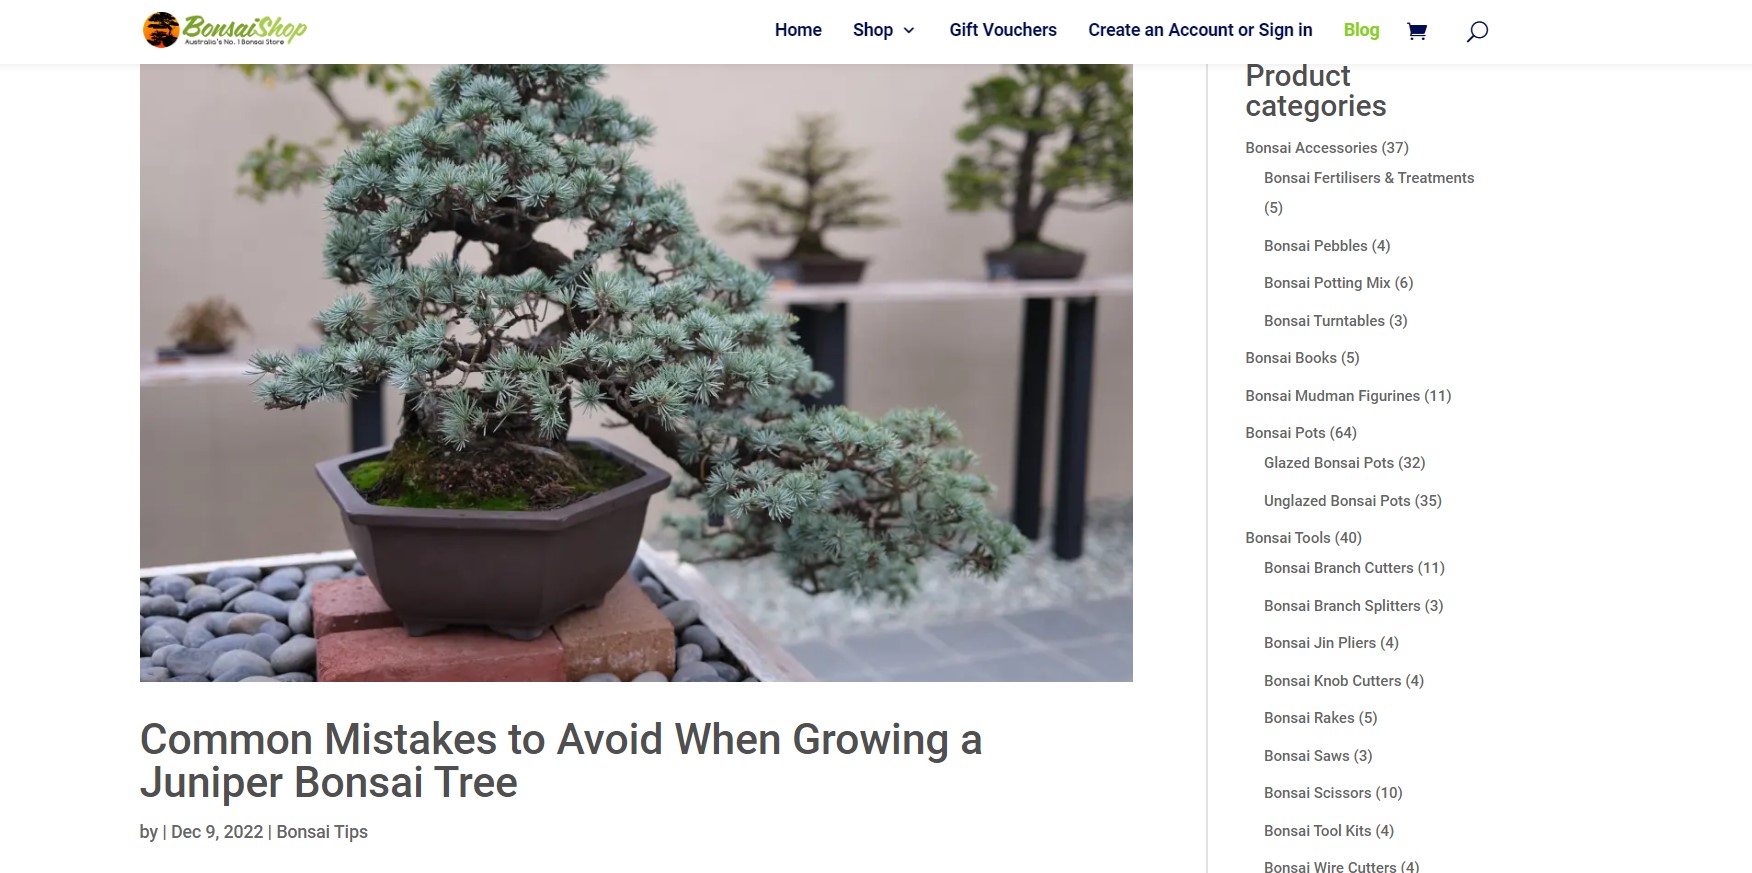 BonsaiShop
Australia's No. 1 Bonsai Store
Home
Shop
Gift Vouchers
Create an Account or Sign in
Blog
Product
categories
Bonsai Accessories (37)
Bonsai Fertilisers & Treatments
(5)
Bonsai Pebbles (4)
Bonsai Potting Mix (6)
Bonsai Turntables (3)
Bonsai Books (5)
Bonsai Mudman Figurines (11)
Bonsai Pots (64)
Glazed Bonsai Pots (32)
Unglazed Bonsai Pots (35)
Bonsai Tools (40)
Bonsai Branch Cutters (11)
Bonsai Branch Splitters (3)
Bonsai Jin Pliers (4)
Bonsai Knob Cutters (4)
Bonsai Rakes (5)
Bonsai Saws (3)
Bonsai Scissors (10)
Bonsai Tool Kits (4)
Bonsai Wire Cutters (4)
Common Mistakes to Avoid When Growing a
Juniper Bonsai Tree
by | Dec 9, 2022 | Bonsai Tips